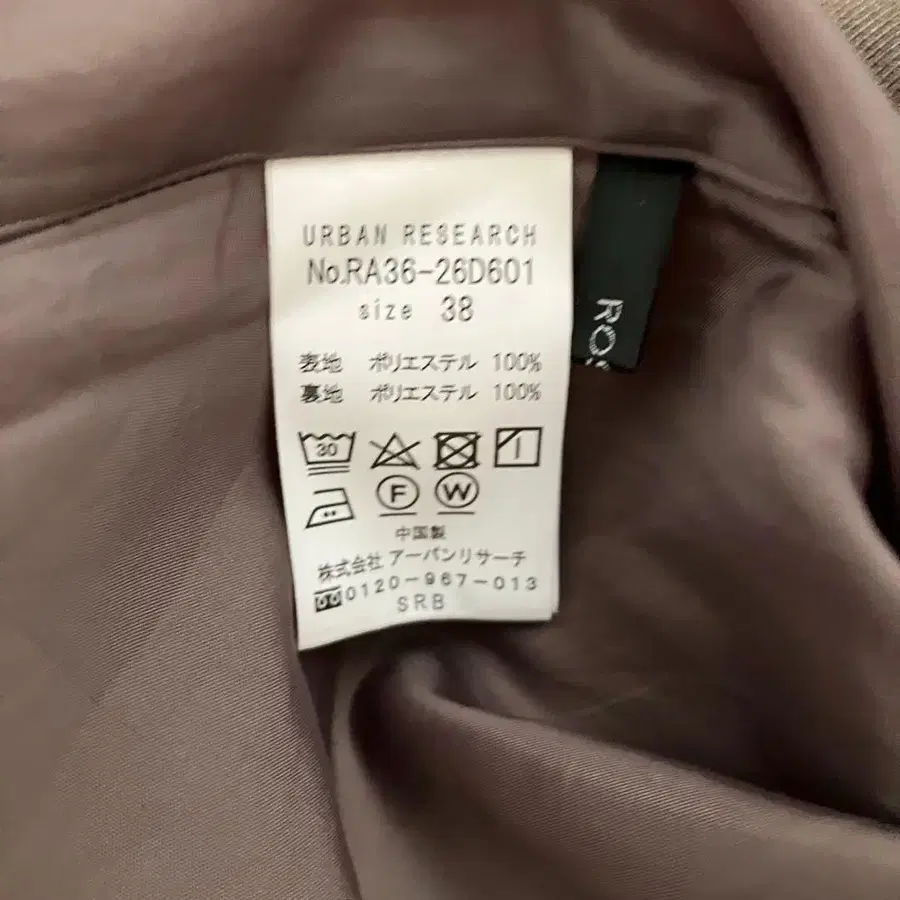 URBAN RESEARCH
No.RA36-26D601
size 38
表地 ポリエステル 100%
裏地 ポリエステル 100%
30
F W
中国製
株式会社 アーバンリサーチ
0120-967-013
SRB